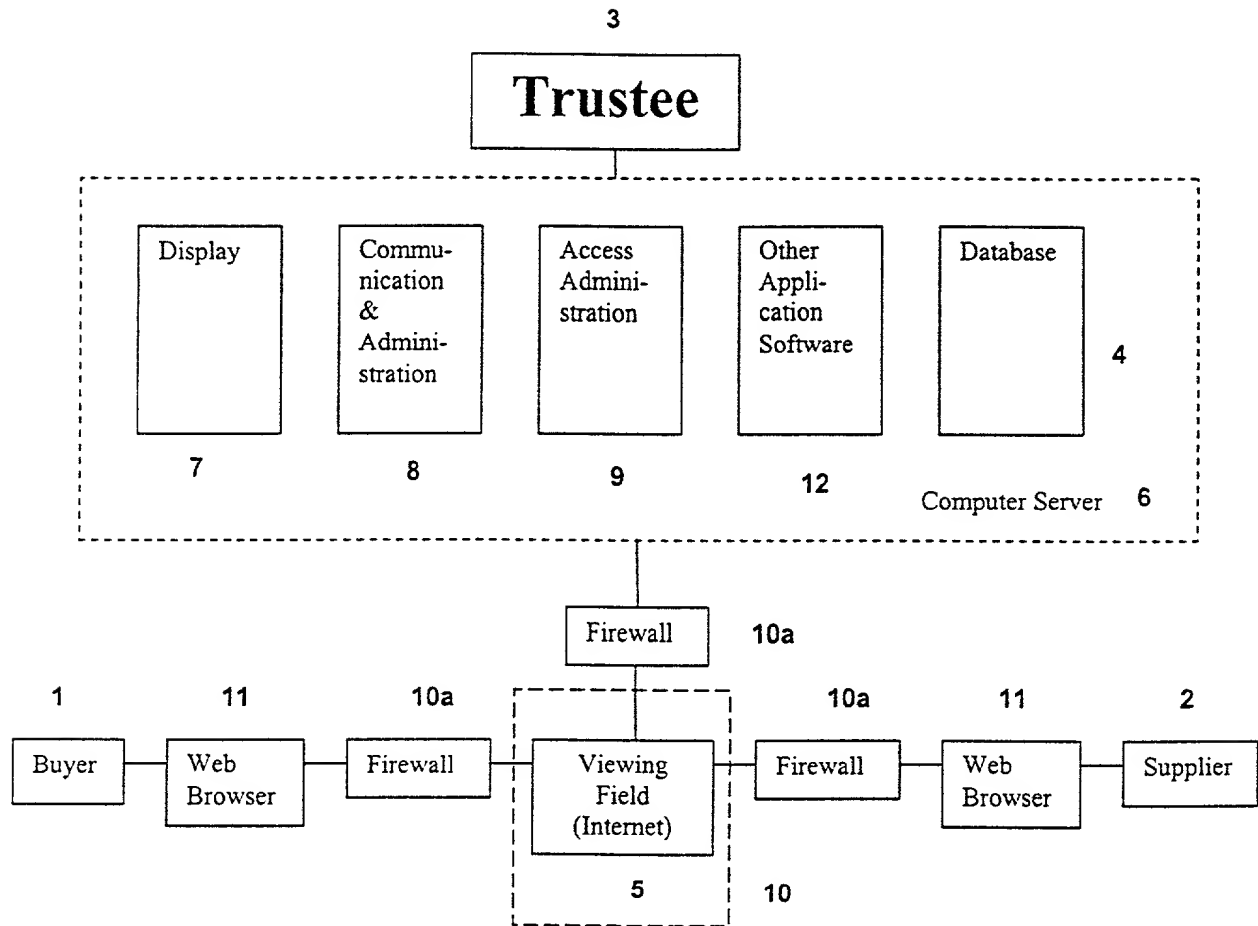 3
Trustee
Display
Commu-
nication
&
Admini-
stration
Access
Admini-
stration
Other
Appli-
cation
Software
Database
4
7
8
9
12
Computer Server 6
Firewall
10a
1
11
10a
10a
11
2
Buyer
Web
Browser
Firewall
Viewing
Field
(Internet)
Firewall
Web
Browser
Supplier
5
10